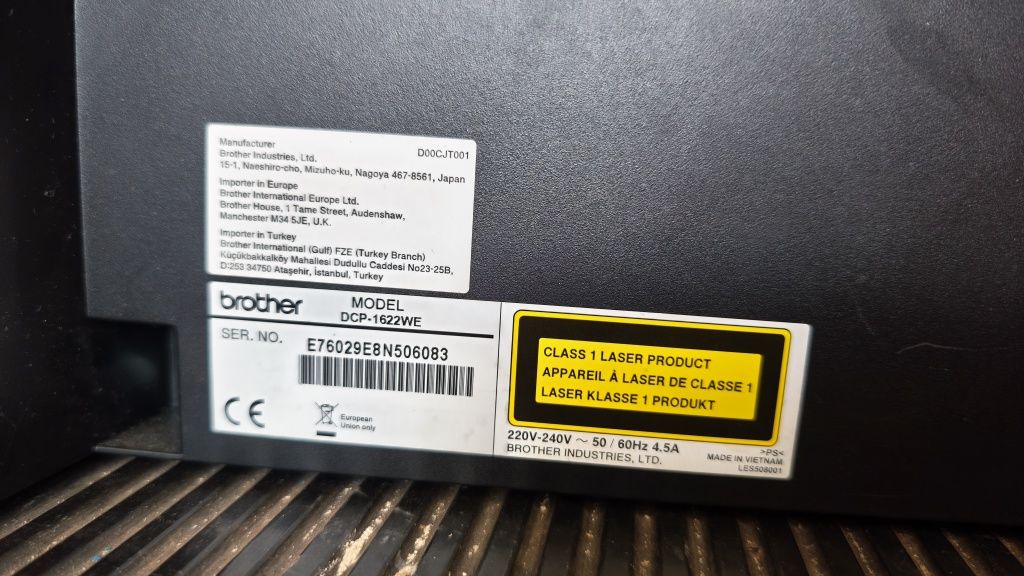 Manufacturer
D00CJT001
Brother Industries, Ltd.
15-1, Naeshiro-cho, Mizuho-ku, Nagoya 467-8561, Japan
Importer in Europe
Brother International Europe Ltd.
Brother House, 1 Tame Street, Audenshaw,
Manchester M34 5JE, U.K.
Importer in Turkey
Brother International (Gulf) FZE (Turkey Branch)
Küçükbakkalköy Mahallesi Dudullu Caddesi No23-25B,
D:253 34750 Ataşehir, İstanbul, Turkey
brother
MODEL
DCP-1622WE
SER. NO.
E76029E8N506083
CE
European
Union only
CLASS 1 LASER PRODUCT
APPAREIL À LASER DE CLASSE 1
LASER KLASSE 1 PRODUKT
220V-240V ～ 50 / 60Hz 4.5A
BROTHER INDUSTRIES, LTD.
>PS<
MADE IN VIETNAM
LES508001